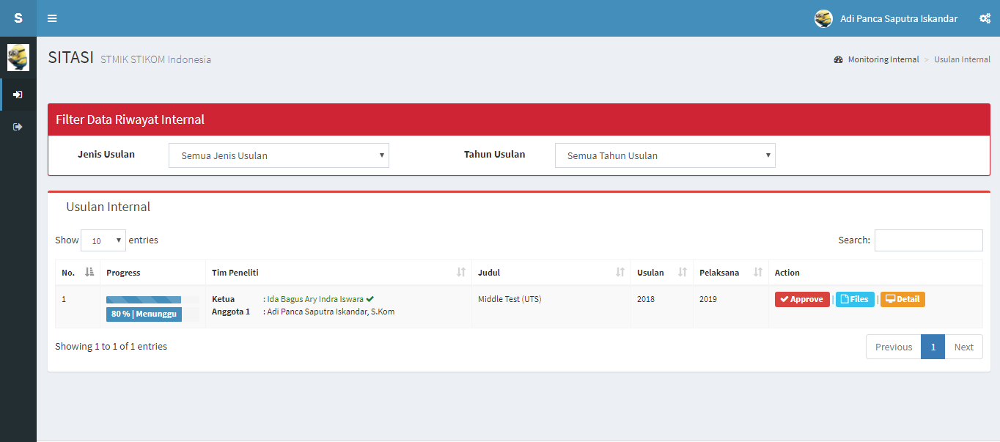 S
Adi Panca Saputra Iskandar
SITASI STMIK STIKOM Indonesia
Monitoring Internal > Usulan Internal
Filter Data Riwayat Internal
Jenis Usulan Semua Jenis Usulan Tahun Usulan Semua Tahun Usulan
Usulan Internal
Show 10 entries Search:
No. Progress Tim Peneliti Judul Usulan Pelaksana Action
1 Ketua : Ida Bagus Ary Indra Iswara Middle Test (UTS) 2018 2019 Approve | Files | Detail
80 % | Menunggu Anggota 1 : Adi Panca Saputra Iskandar, S.Kom
Showing 1 to 1 of 1 entries Previous 1 Next